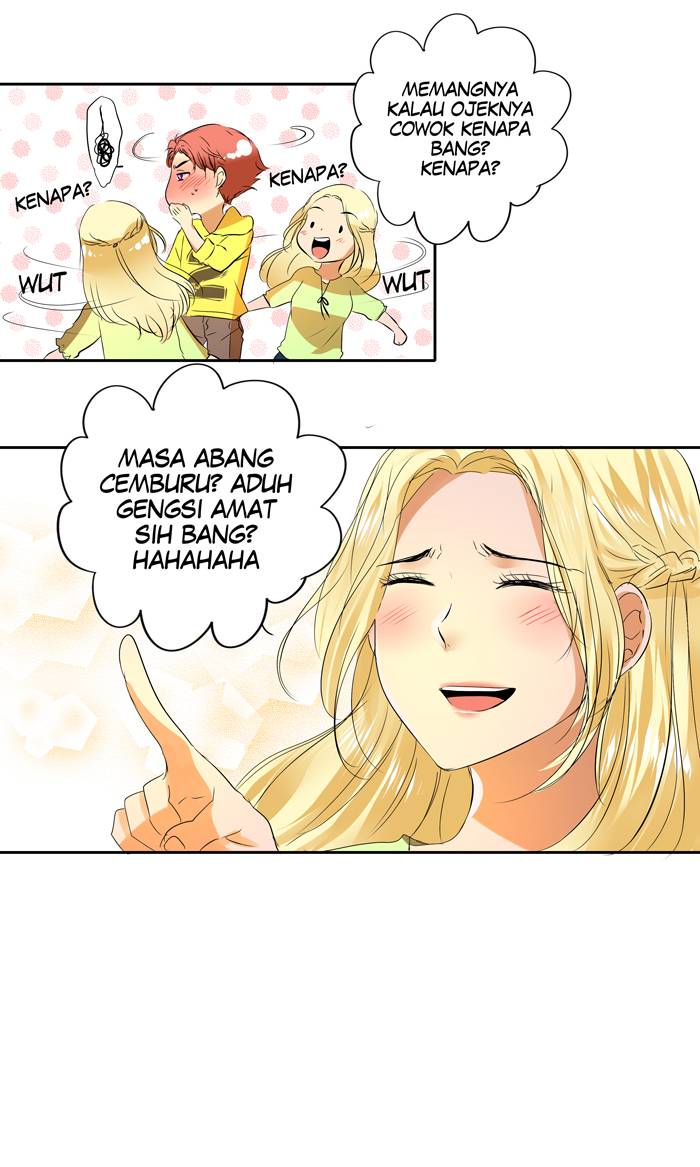 MEMANGNYA
KALAU OJEKNYA
COWOK KENAPA
BANG?
KENAPA?
KENAPA?
KENAPA?
WUT
WUT
MASA ABANG
CEMBURU? ADUH
GENGSI AMAT
SIH BANG?
HAHAHAHA